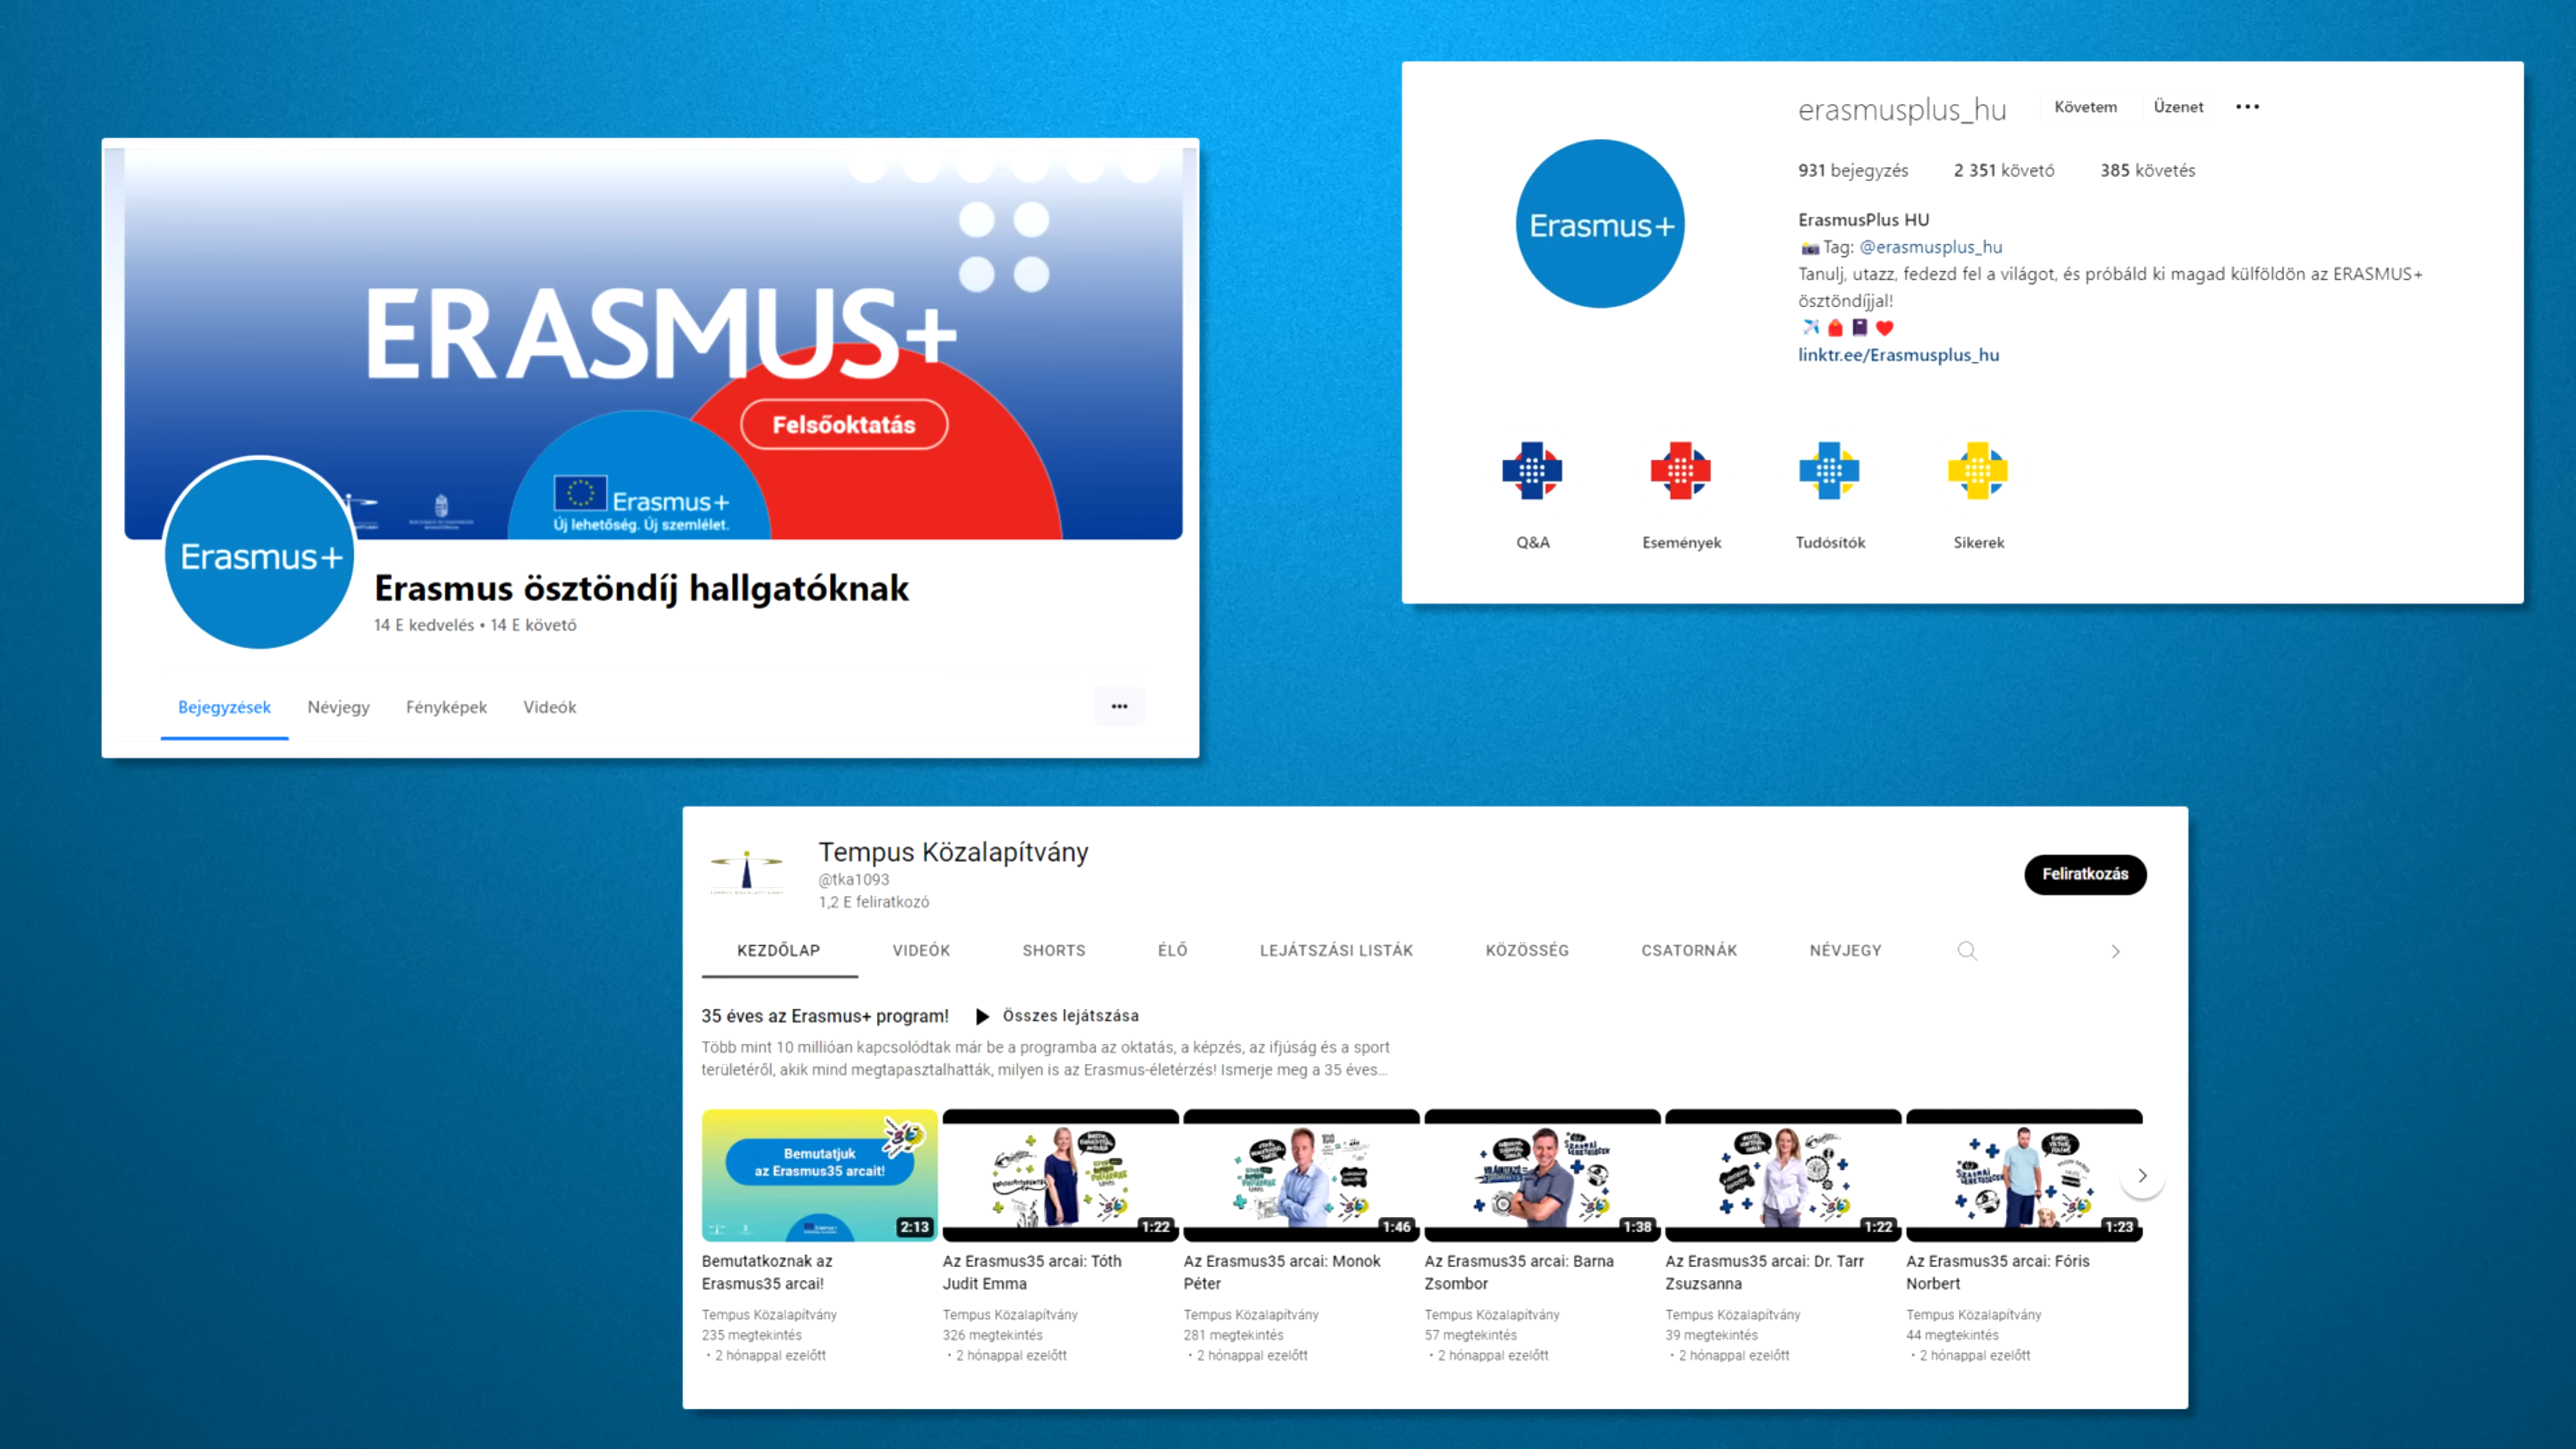 ERASMUS+
Felsőoktatás
Erasmus+
Új lehetőség. Új szemlélet.
Erasmus+
Erasmus ösztöndíj hallgatóknak
14 E kedvelés • 14 E követő
Bejegyzések Névjegy Fényképek Videók
erasmusplus_hu Követem Üzenet
931 bejegyzés 2 351 követő 385 követés
Erasmus+
ErasmusPlus HU
Tag: @erasmusplus_hu
Tanulj, utazz, fedezd fel a világot, és próbáld ki magad külföldön az ERASMUS+
ösztöndíjjal!
linktr.ee/Erasmusplus_hu
Q&A Események Tudósítók Sikerek
Tempus Közalapítvány
@tka1093
1,2 E feliratkozó
Feliratkozás
KEZDŐLAP VIDEÓK SHORTS ÉLŐ LEJÁTSZÁSI LISTÁK KÖZÖSSÉG CSATORNÁK NÉVJEGY
35 éves az Erasmus+ program! Összes lejátszása
Több mint 10 millióan kapcsolódtak már be a programba az oktatás, a képzés, az ifjúság és a sport
területéről, akik mind megtapasztalhatták, milyen is az Erasmus-életérzés! Ismerje meg a 35 éves...
Bemutatjuk
az Erasmus35 arcait!
2:13 1:22 1:46 1:38 1:22 1:23
Bemutatkoznak az
Erasmus35 arcai!
Tempus Közalapítvány
235 megtekintés
• 2 hónappal ezelőtt
Az Erasmus35 arcai: Tóth
Judit Emma
Tempus Közalapítvány
326 megtekintés
• 2 hónappal ezelőtt
Az Erasmus35 arcai: Monok
Péter
Tempus Közalapítvány
281 megtekintés
• 2 hónappal ezelőtt
Az Erasmus35 arcai: Barna
Zsombor
Tempus Közalapítvány
57 megtekintés
• 2 hónappal ezelőtt
Az Erasmus35 arcai: Dr. Tarr
Zsuzsanna
Tempus Közalapítvány
39 megtekintés
• 2 hónappal ezelőtt
Az Erasmus35 arcai: Fóris
Norbert
Tempus Közalapítvány
44 megtekintés
• 2 hónappal ezelőtt